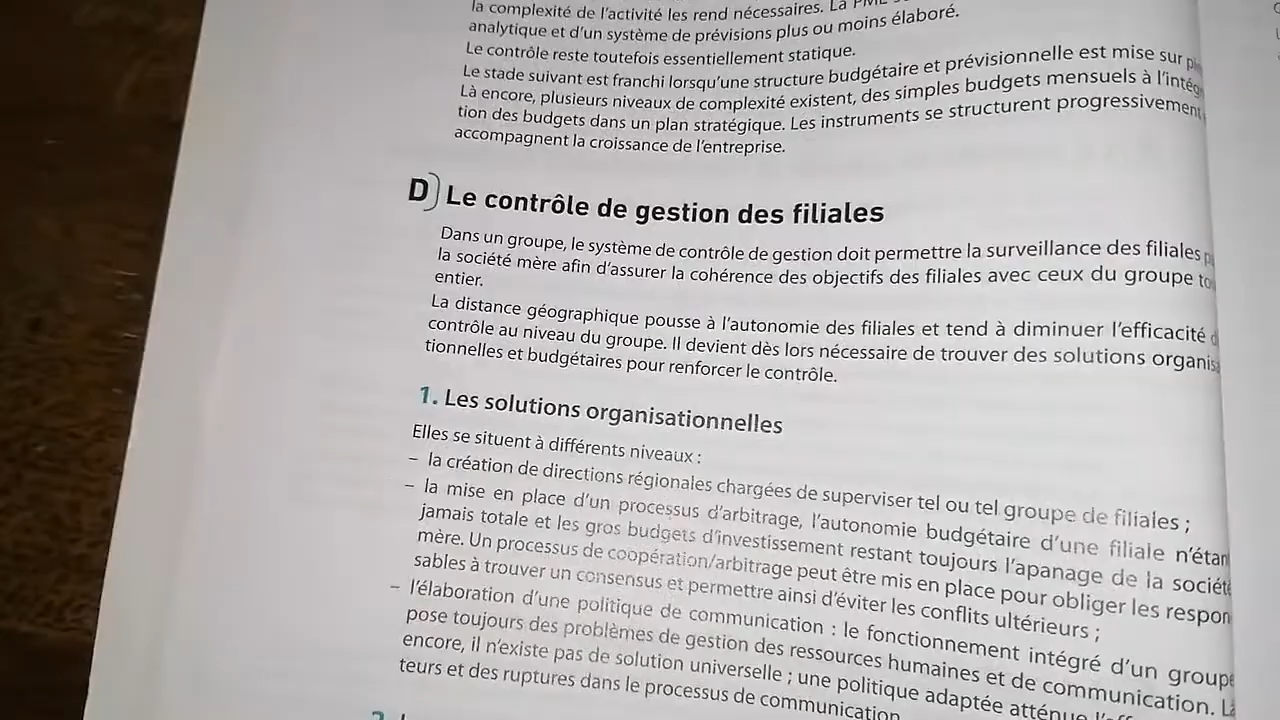 la complexité de l'activité les rend nécessaires. La PME
analytique et d'un système de prévisions plus ou moins élaboré.
Le contrôle reste toutefois essentiellement statique.
Le stade suivant est franchi lorsqu'une structure budgétaire et prévisionnelle est mise sur
Là encore, plusieurs niveaux de complexité existent, des simples budgets mensuels à l'intég
tion des budgets dans un plan stratégique. Les instruments se structurent progressivement
accompagnent la croissance de l'entreprise.
D) Le contrôle de gestion des filiales
Dans un groupe, le système de contrôle de gestion doit permettre la surveillance des filiales
la société mère afin d'assurer la cohérence des objectifs des filiales avec ceux du groupe to
entier.
La distance géographique pousse à l'autonomie des filiales et tend à diminuer l'efficacité
contrôle au niveau du groupe. Il devient dès lors nécessaire de trouver des solutions organis
tionnelles et budgétaires pour renforcer le contrôle.
1. Les solutions organisationnelles
Elles se situent à différents niveaux :
– la création de directions régionales chargées de superviser tel ou tel groupe de filiales ;
– la mise en place d'un processus d'arbitrage, l'autonomie budgétaire d'une filiale n'étan
jamais totale et les gros budgets d'investissement restant toujours l'apanage de la sociét
mère. Un processus de coopération/arbitrage peut être mis en place pour obliger les respon
sables à trouver un consensus et permettre ainsi d'éviter les conflits ultérieurs ;
– l'élaboration d'une politique de communication : le fonctionnement intégré d'un groupe
pose toujours des problèmes de gestion des ressources humaines et de communication. Là
encore, il n'existe pas de solution universelle ; une politique adaptée atténue
teurs et des ruptures dans le processus de communication
2.